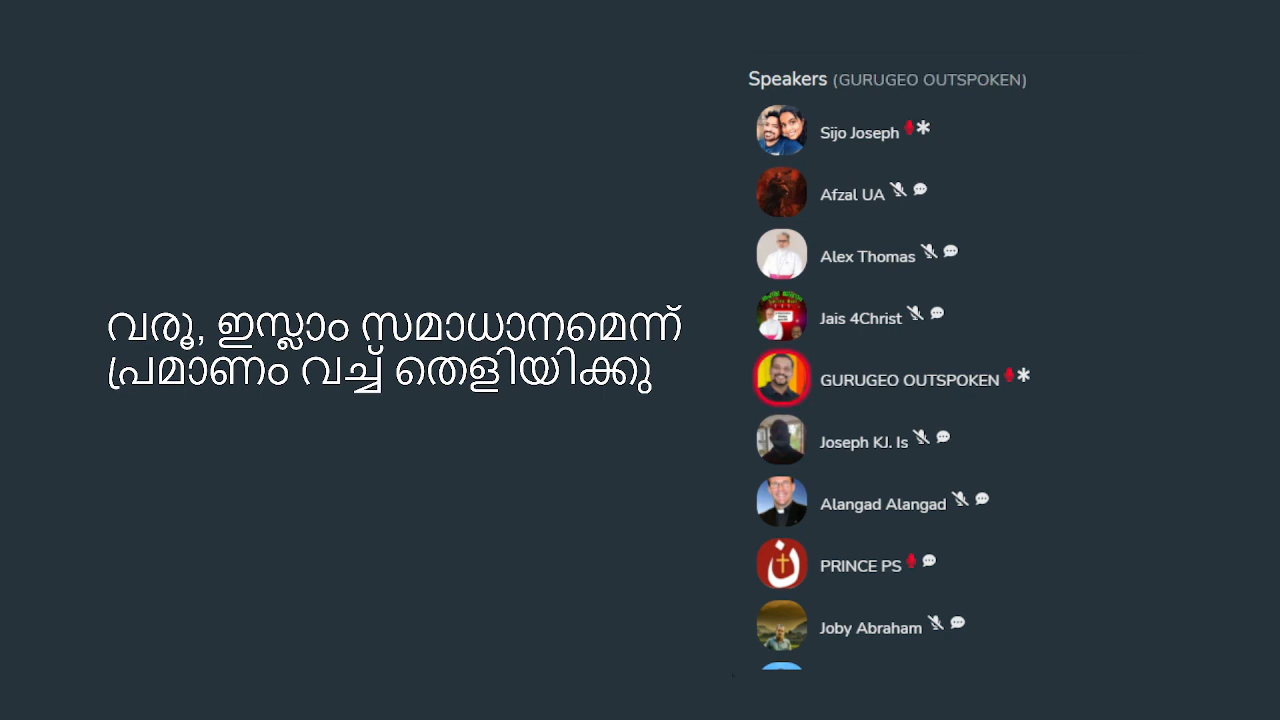 വരൂ, ഇസ്ലാം സമാധാനമെന്ന്
പ്രമാണം വച്ച് തെളിയിക്കു
Speakers (GURUGEO OUTSPOKEN)
Sijo Joseph
Afzal UA
Alex Thomas
Jais 4Christ
GURUGEO OUTSPOKEN
Joseph KJ. Is
Alangad Alangad
ن
PRINCE PS
Joby Abraham